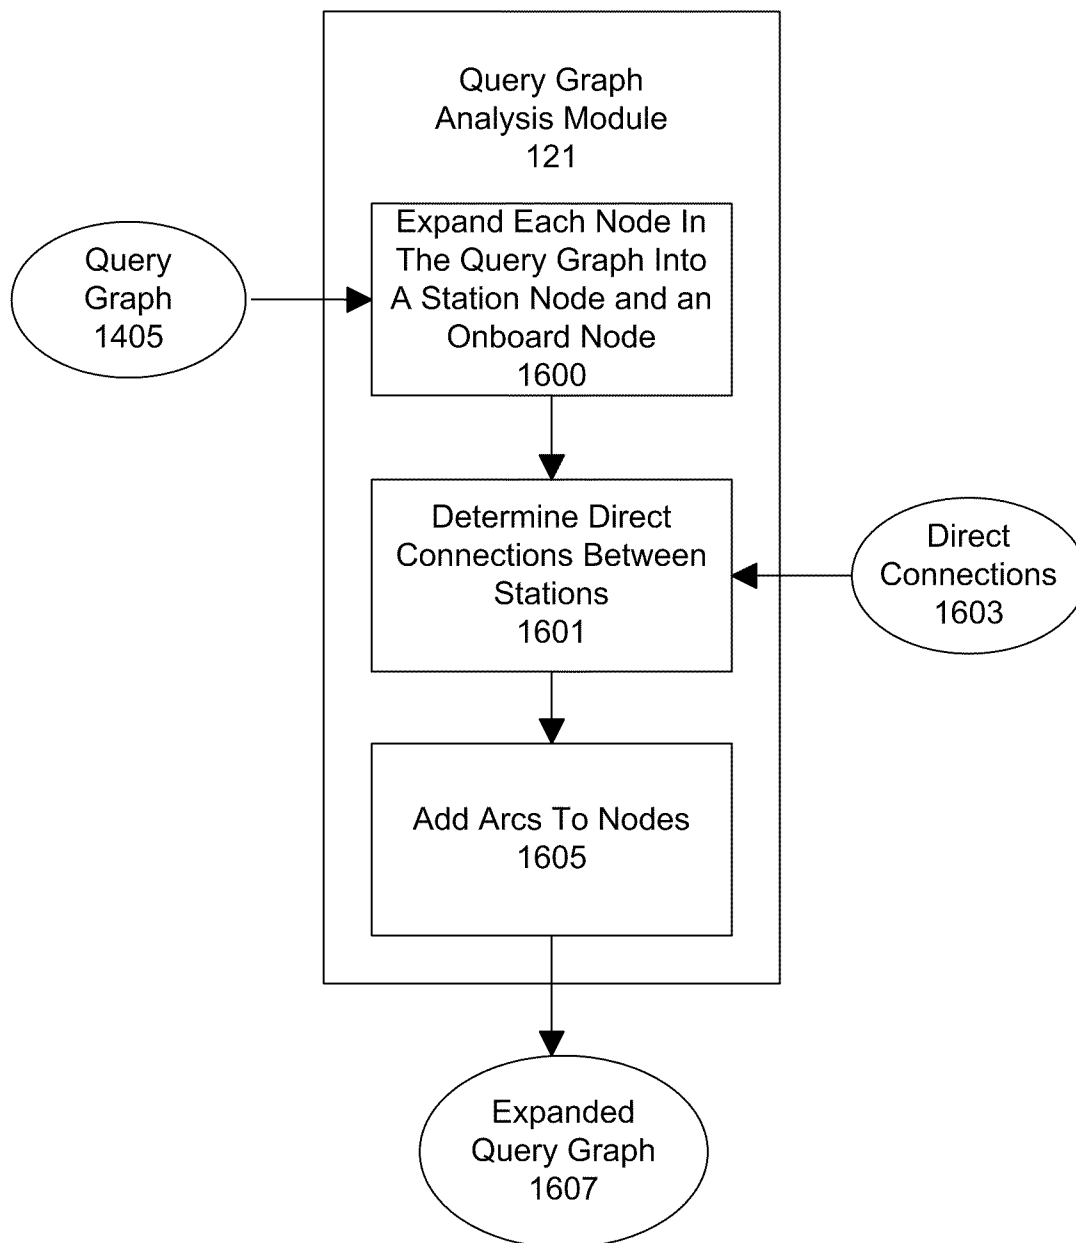 Query Graph
Analysis Module
121
Expand Each Node In
The Query Graph Into
A Station Node and an
Onboard Node
1600
Query
Graph
1405
Determine Direct
Connections Between
Stations
1601
Direct
Connections
1603
Add Arcs To Nodes
1605
Expanded
Query Graph
1607